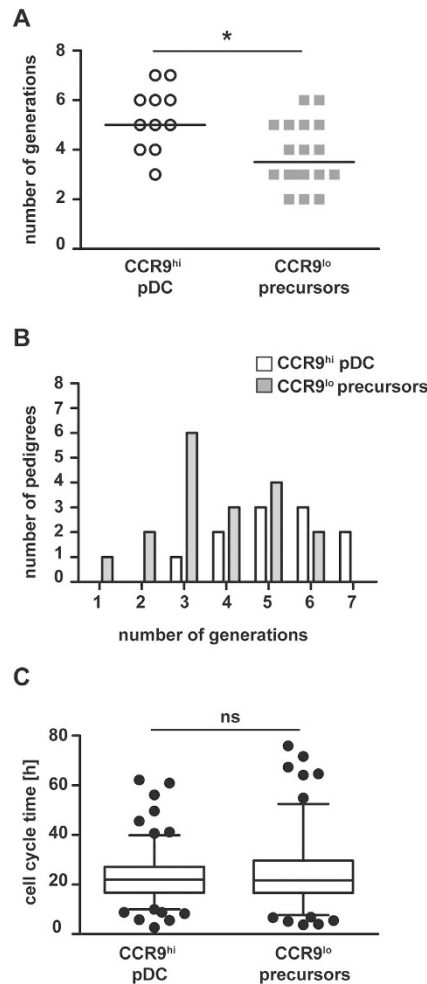 A
*
number of generations
8
6
4
2
0
CCR9hi
pDC
CCR9lo
precursors
B
CCR9hi pDC
CCR9lo precursors
number of pedigrees
8
7
6
5
4
3
2
1
0
1 2 3 4 5 6 7
number of generations
C
ns
cell cycle time [h]
80
60
40
20
0
CCR9hi
pDC
CCR9lo
precursors